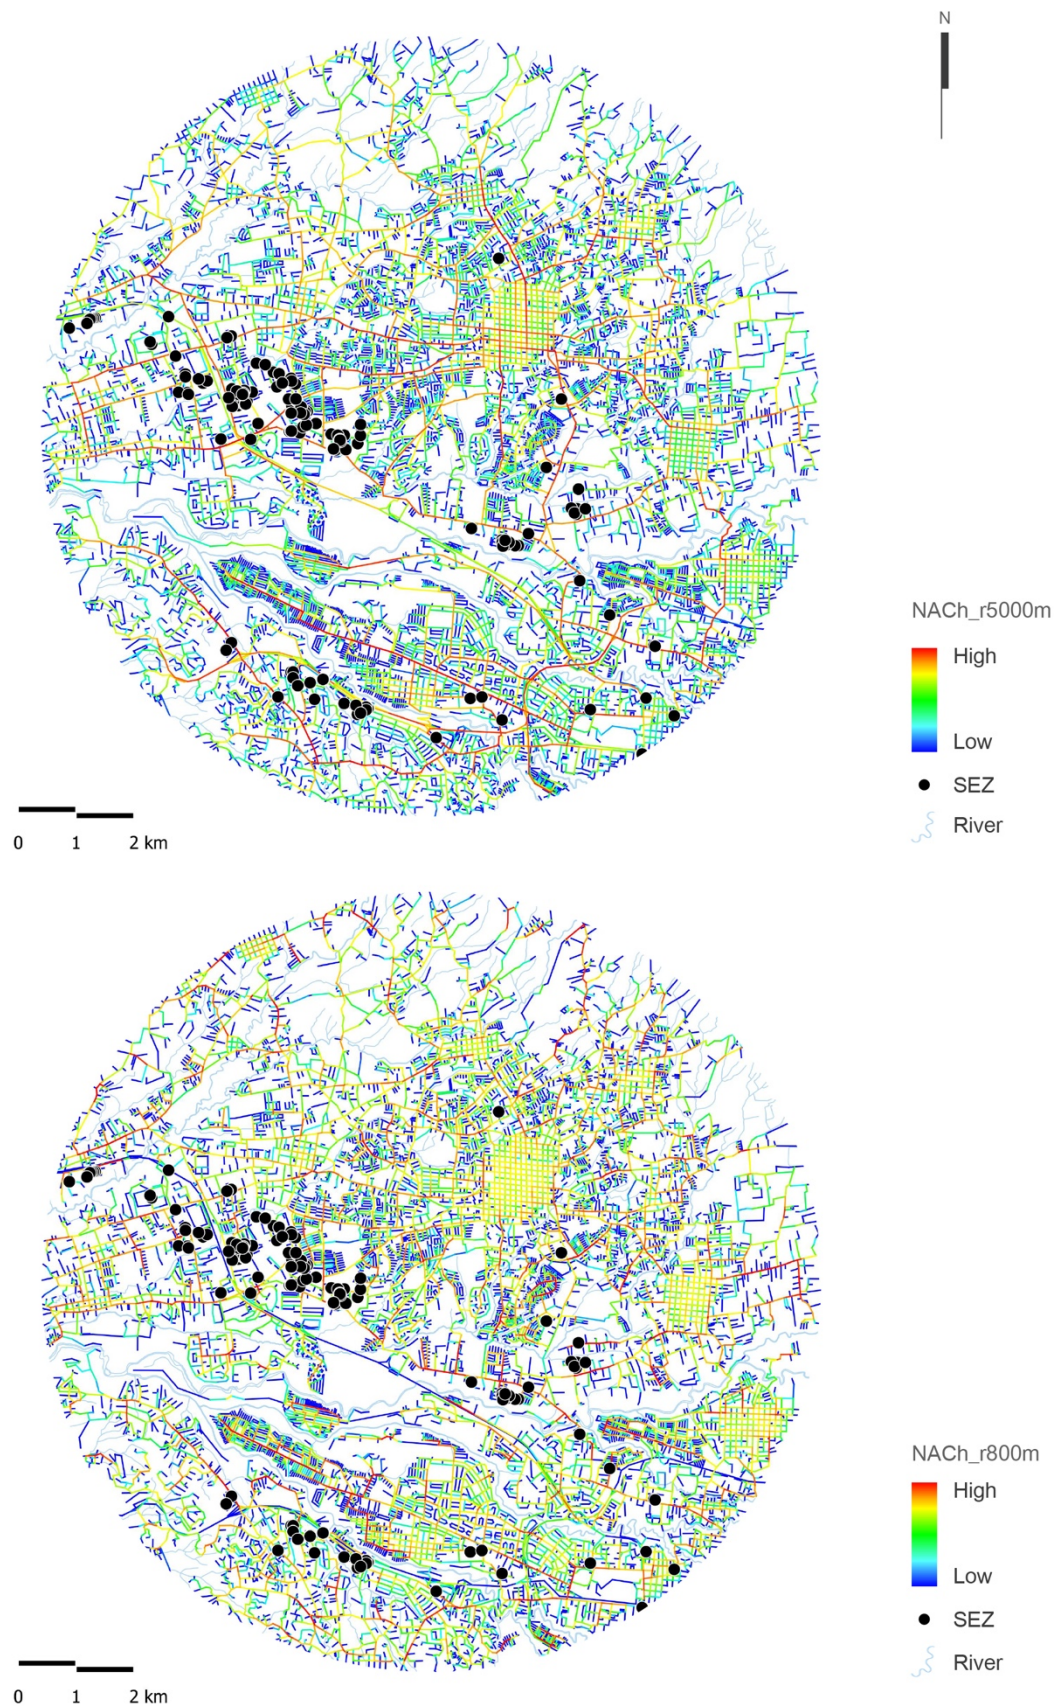 N
NACh_r5000m
High
Low
SEZ
River
0 1 2 km
NACh_r800m
High
Low
SEZ
River
0 1 2 km